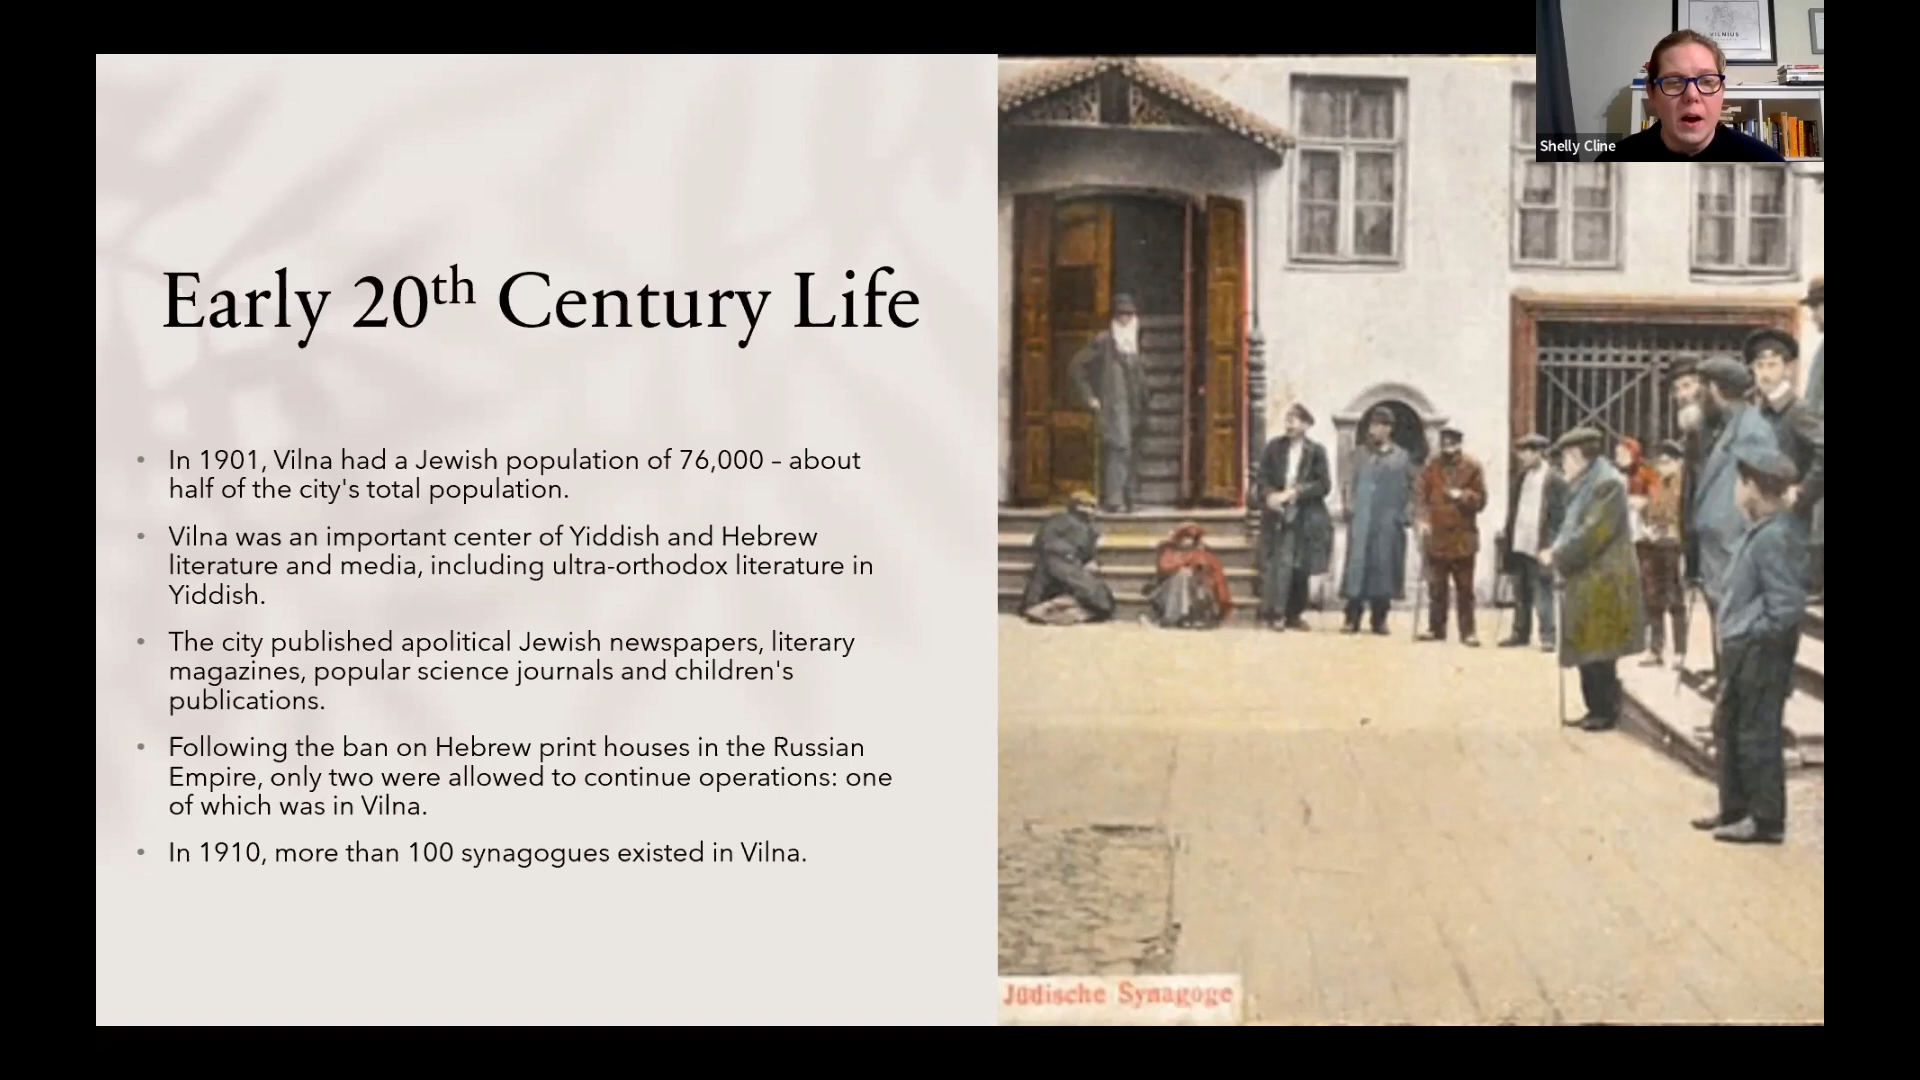 VILNIUS
Shelly Cline
Early 20th Century Life
• In 1901, Vilna had a Jewish population of 76,000 – about
half of the city's total population.
• Vilna was an important center of Yiddish and Hebrew
literature and media, including ultra-orthodox literature in
Yiddish.
• The city published apolitical Jewish newspapers, literary
magazines, popular science journals and children's
publications.
• Following the ban on Hebrew print houses in the Russian
Empire, only two were allowed to continue operations: one
of which was in Vilna.
• In 1910, more than 100 synagogues existed in Vilna.
Jüdische Synagoge